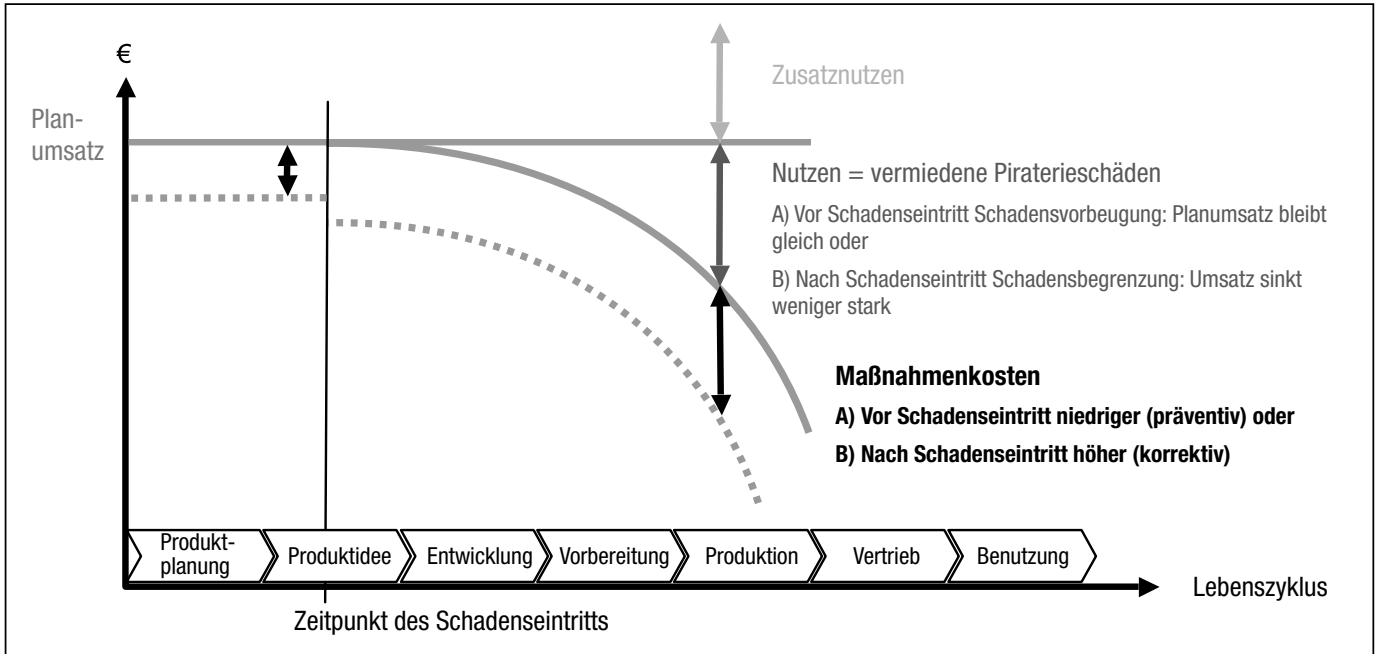 €
Plan-
umsatz
Zusatznutzen
Nutzen = vermiedene Piraterieschäden
A) Vor Schadenseintritt Schadensvorbeugung: Planumsatz bleibt
gleich oder
B) Nach Schadenseintritt Schadensbegrenzung: Umsatz sinkt
weniger stark
Maßnahmenkosten
A) Vor Schadenseintritt niedriger (präventiv) oder
B) Nach Schadenseintritt höher (korrektiv)
Produkt-
planung
Produktidee
Entwicklung
Vorbereitung
Produktion
Vertrieb
Benutzung
Lebenszyklus
Zeitpunkt des Schadenseintritts